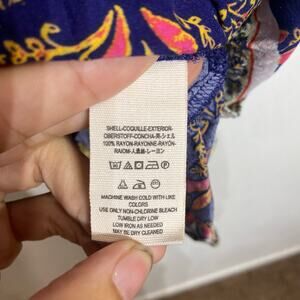 SHELL-COQUILLE-EXTERIOR-
OBERSTOFF-CONCHA-壳-シェル
100% RAYON-RAYONNE-RAYÓN-
RAIOM-人造絲-レーヨン
MACHINE WASH COLD WITH LIKE
COLORS
USE ONLY NON-CHLORINE BLEACH
TUMBLE DRY LOW
LOW IRON AS NEEDED
MAY BE DRY CLEANED